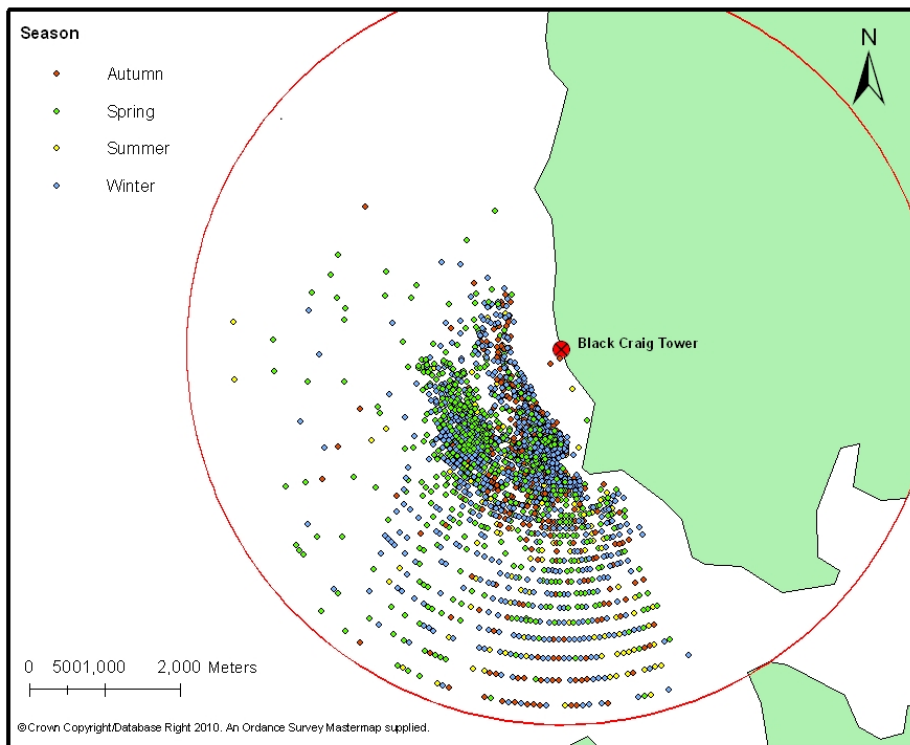 Season
Autumn
Spring
Summer
Winter
N
Black Craig Tower
0 5001,000 2,000 Meters
©Crown Copyright/Database Right 2010. An Ordance Survey Mastermap supplied.